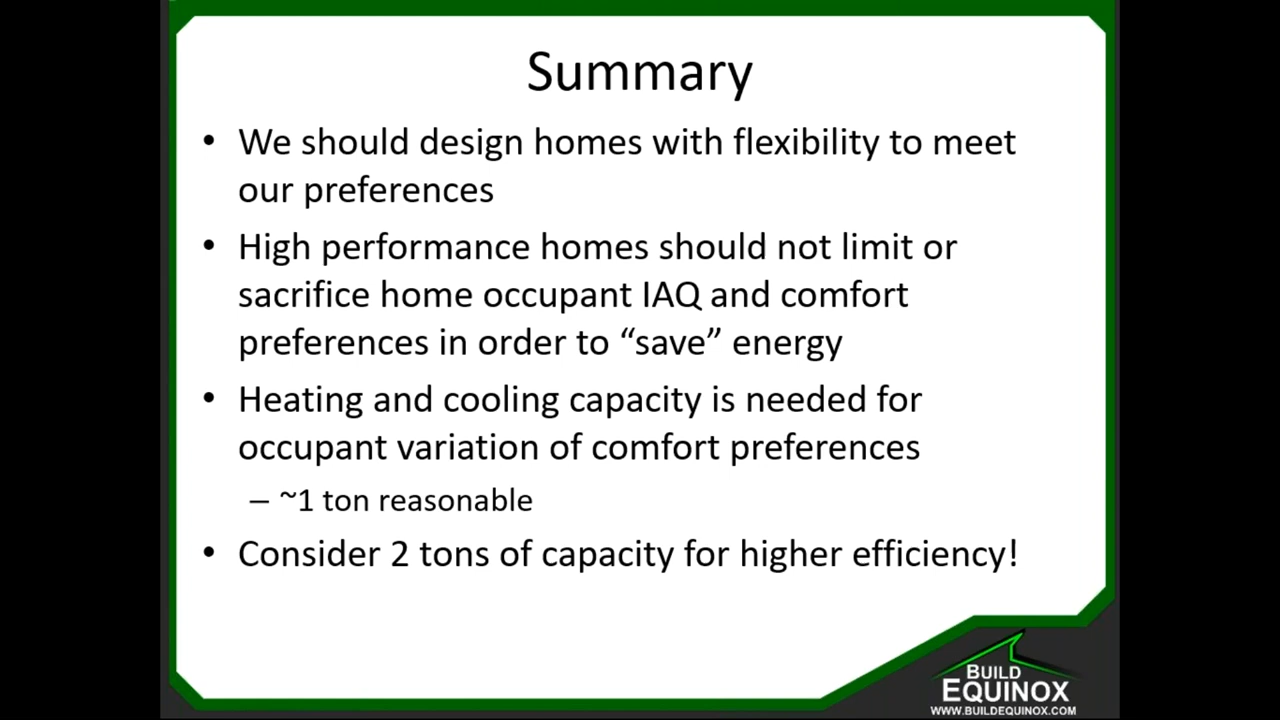 Summary
• We should design homes with flexibility to meet
our preferences
• High performance homes should not limit or
sacrifice home occupant IAQ and comfort
preferences in order to “save” energy
• Heating and cooling capacity is needed for
occupant variation of comfort preferences
– ~1 ton reasonable
• Consider 2 tons of capacity for higher efficiency!
BUILD
EQUINOX
WWW.BUILDEQUINOX.COM